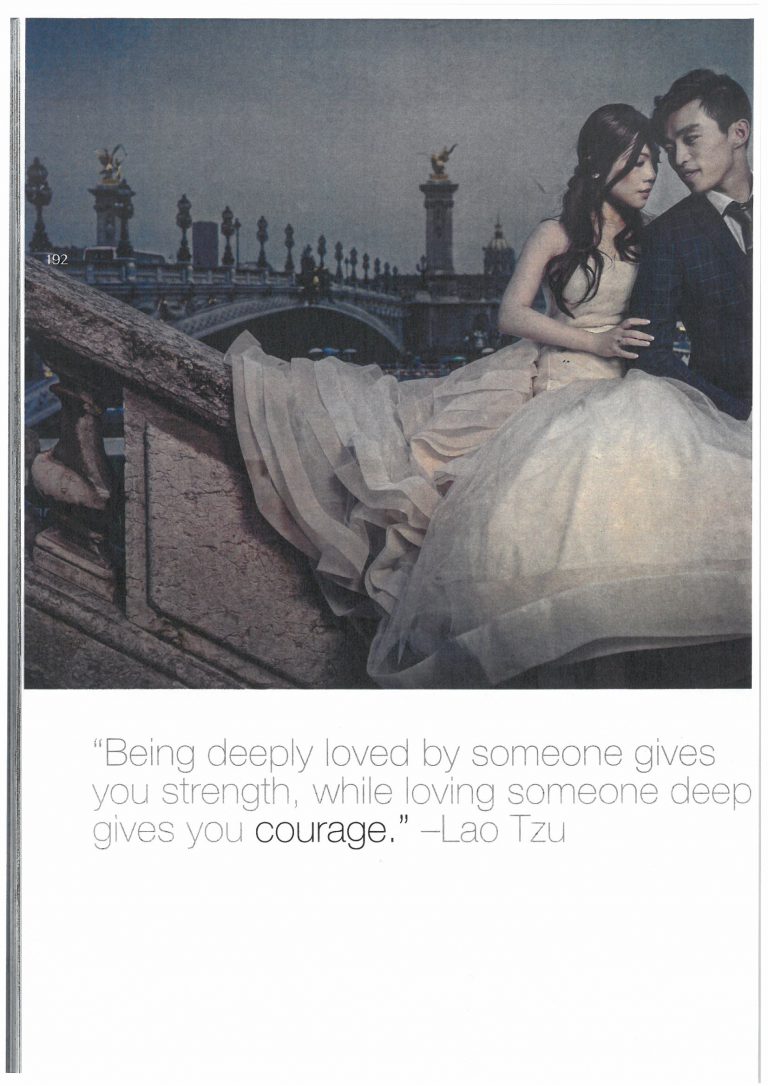 192
“Being deeply loved by someone gives
you strength, while loving someone deep
gives you courage.” –Lao Tzu